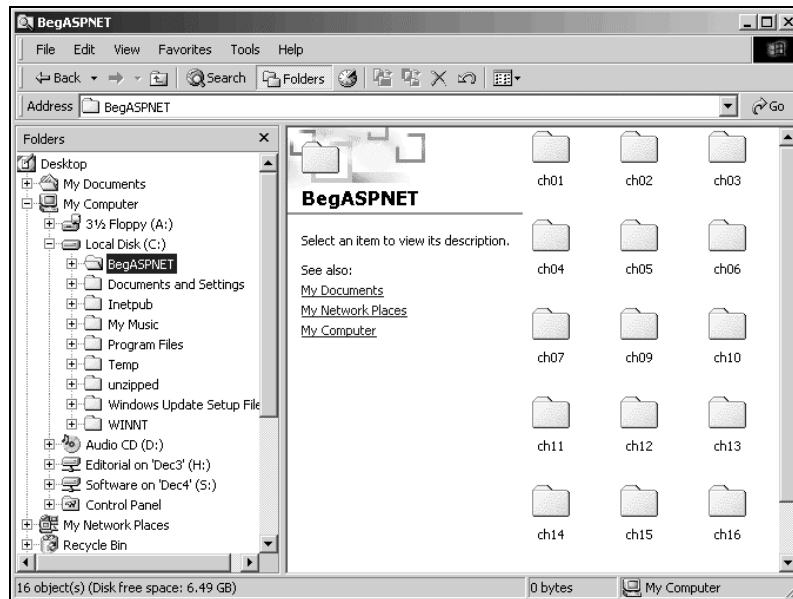 BegASPNET
File Edit View Favorites Tools Help
Back Search Folders
Address BegASPNET Go
Folders
Desktop
My Documents
My Computer
3½ Floppy (A:)
Local Disk (C:)
BegASPNET
Documents and Settings
Inetpub
My Music
Program Files
Temp
unzipped
Windows Update Setup File
WINNT
Audio CD (D:)
Editorial on 'Dec3' (H:)
Software on 'Dec4' (S:)
Control Panel
My Network Places
Recycle Bin
BegASPNET
Select an item to view its description.
See also:
My Documents
My Network Places
My Computer
ch01 ch02 ch03
ch04 ch05 ch06
ch07 ch09 ch10
ch11 ch12 ch13
ch14 ch15 ch16
16 object(s) (Disk free space: 6.49 GB) 0 bytes My Computer